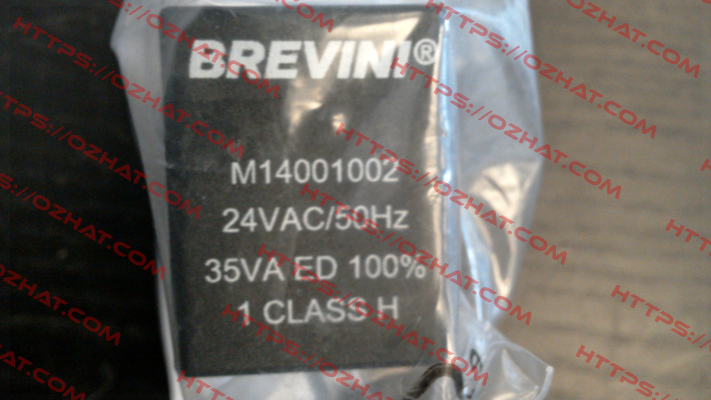 BREVINI®
M14001002
24VAC/50Hz
35VA ED 100%
1 CLASS H
HTTPS://OZHAT.COM